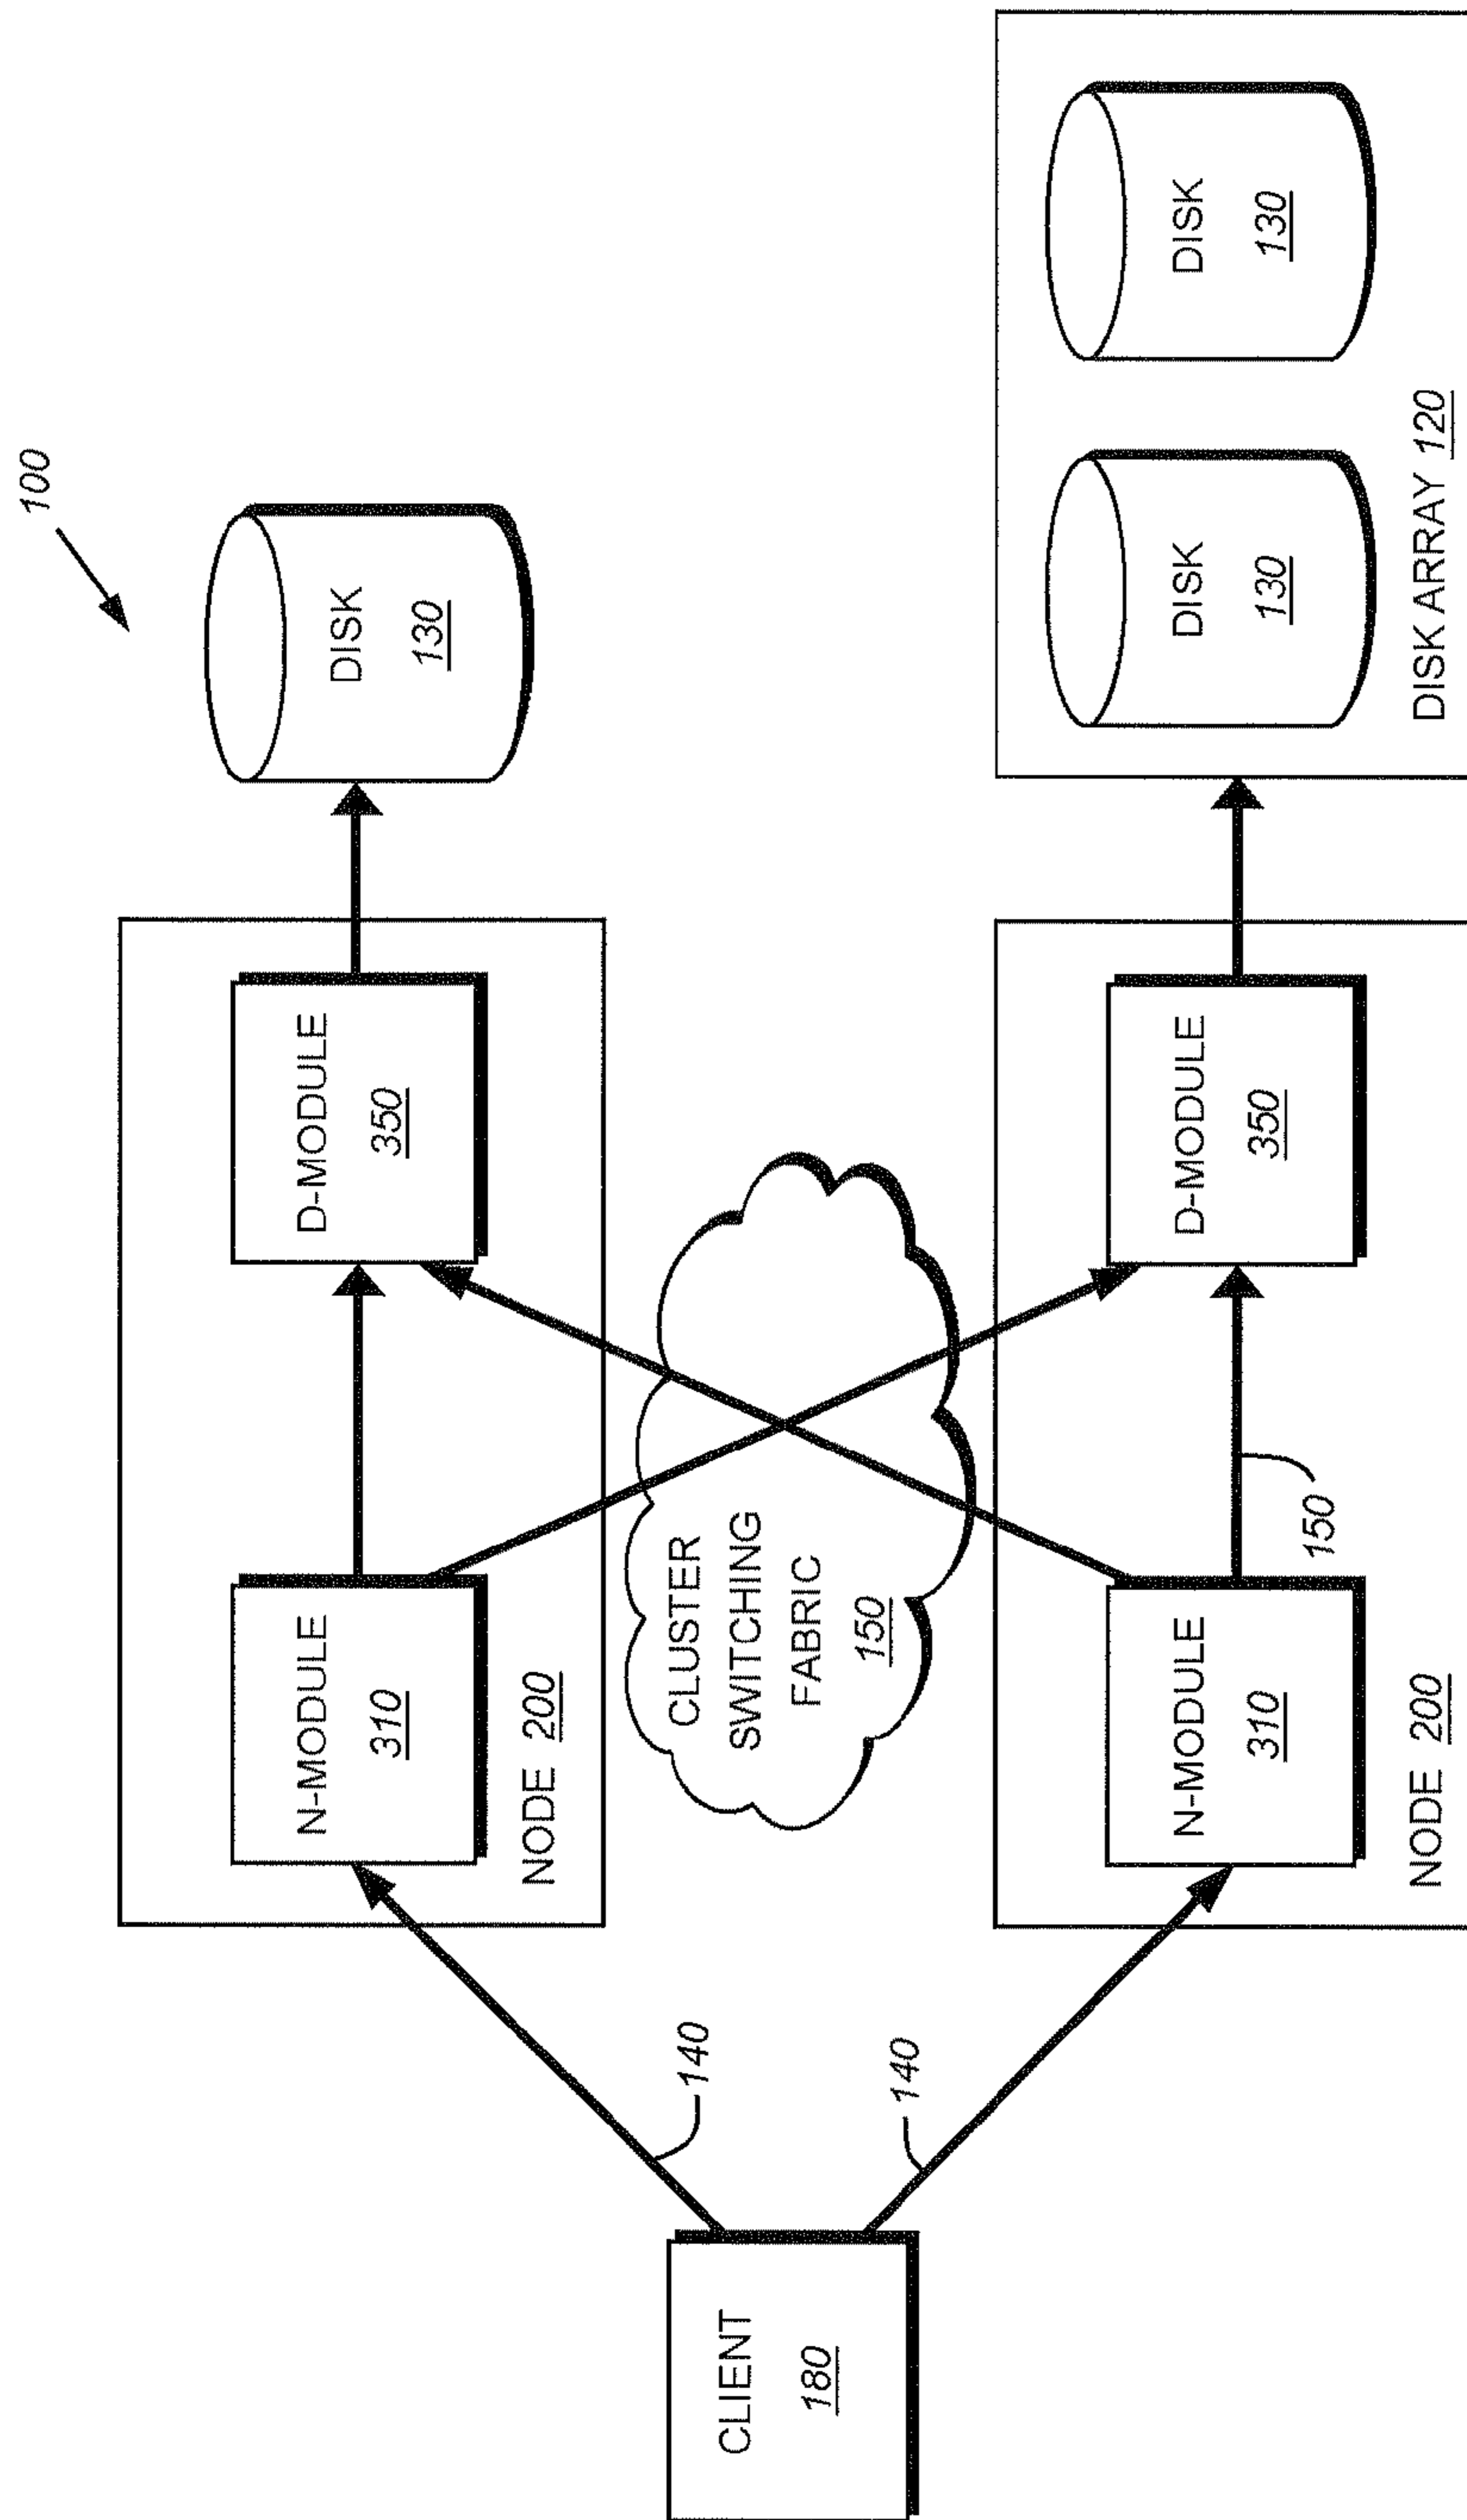 100
N-MODULE
310
D-MODULE
350
DISK
130
NODE 200
140
CLIENT
180
CLUSTER
SWITCHING
FABRIC
150
140
N-MODULE
310
150
D-MODULE
350
DISK
130
DISK
130
NODE 200
DISK ARRAY 120